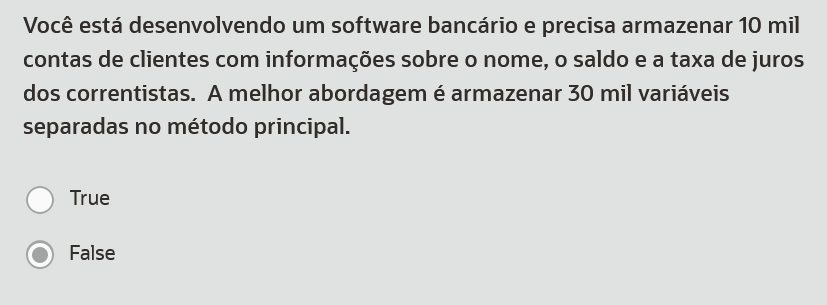 Você está desenvolvendo um software bancário e precisa armazenar 10 mil
contas de clientes com informações sobre o nome, o saldo e a taxa de juros
dos correntistas.  A melhor abordagem é armazenar 30 mil variáveis
separadas no método principal.
True
False